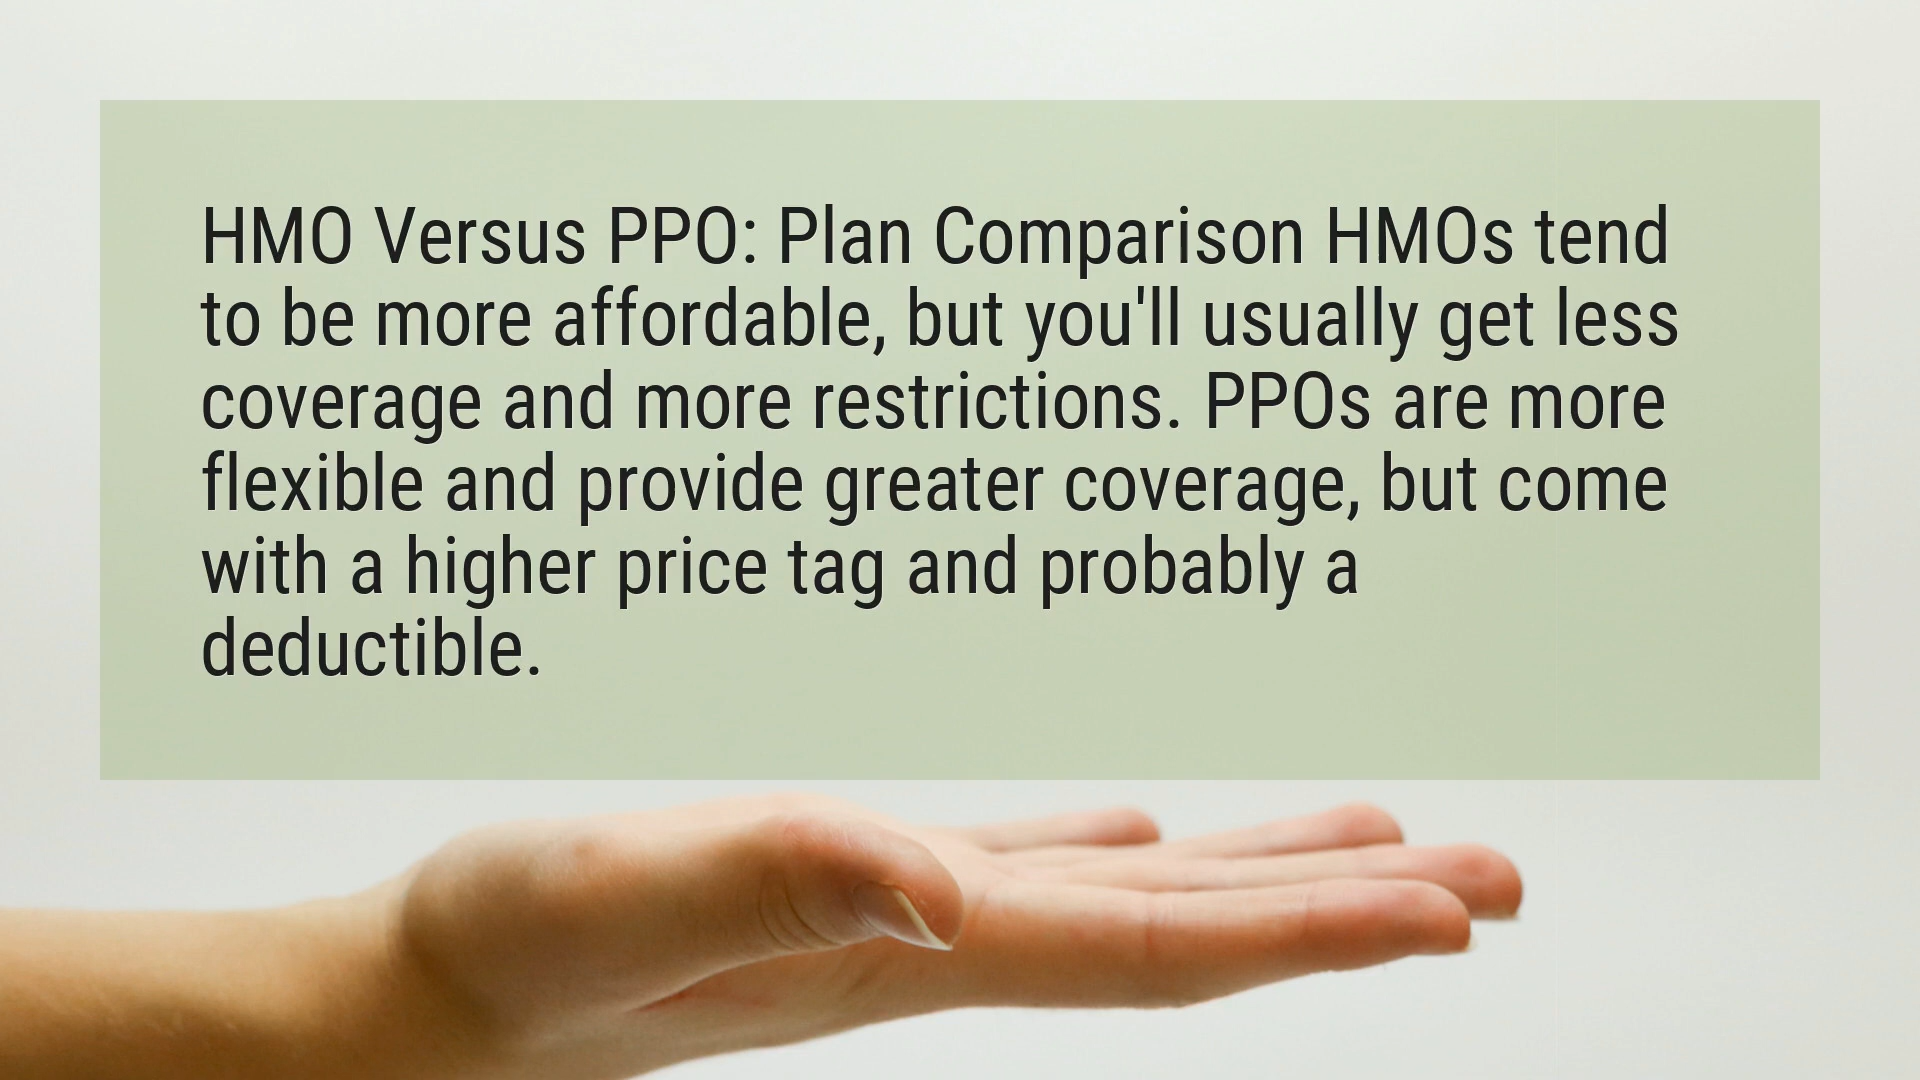 HMO Versus PPO: Plan Comparison HMOs tend
to be more affordable, but you'll usually get less
coverage and more restrictions. PPOs are more
flexible and provide greater coverage, but come
with a higher price tag and probably a
deductible.